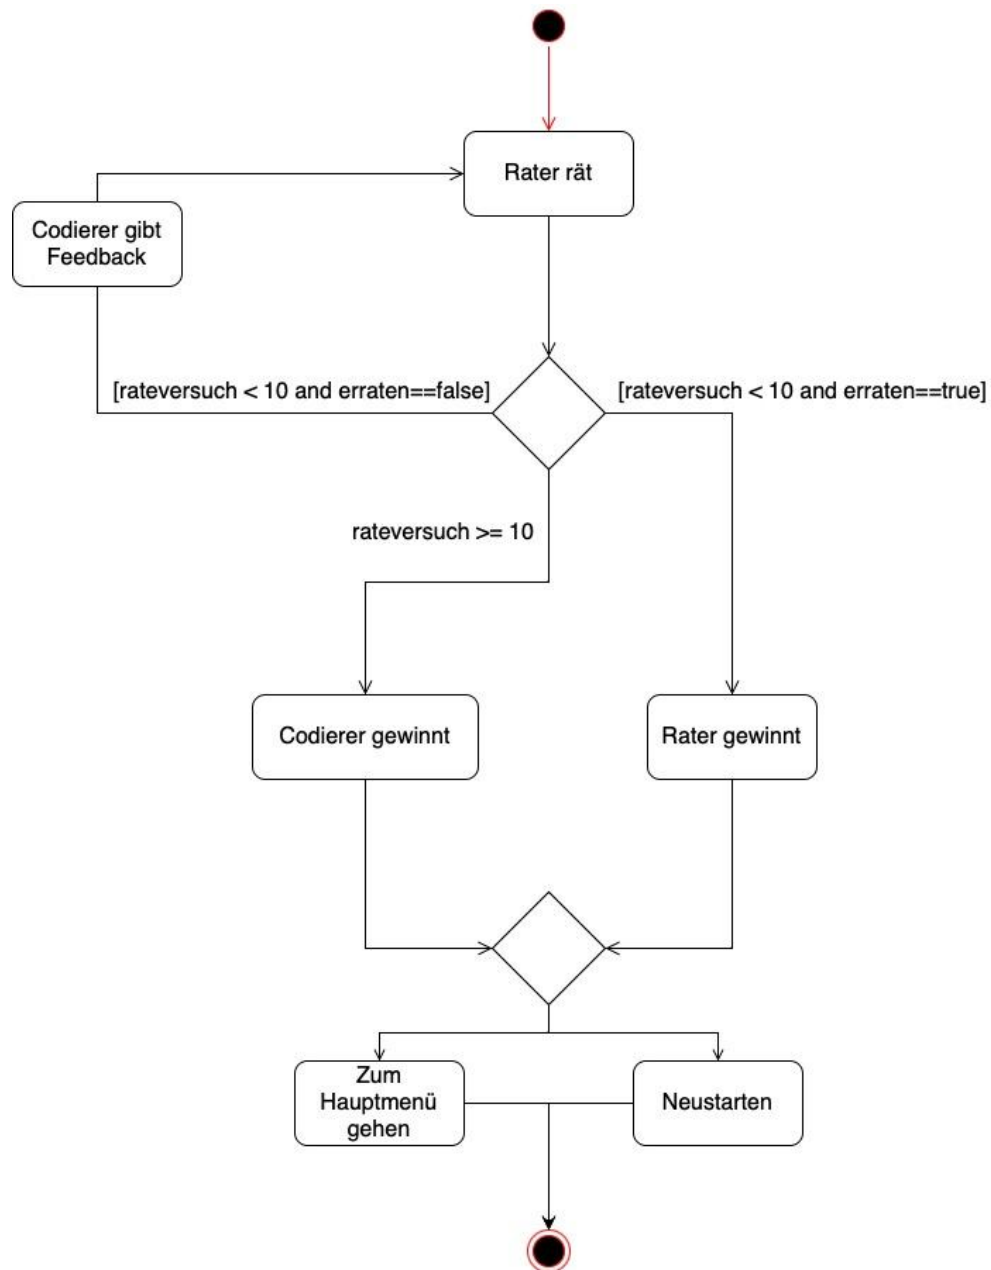 Rater rät
Codierer gibt
Feedback
[rateversuch < 10 and erraten==false]
[rateversuch < 10 and erraten==true]
rateversuch >= 10
Codierer gewinnt
Rater gewinnt
Zum
Hauptmenü
gehen
Neustarten